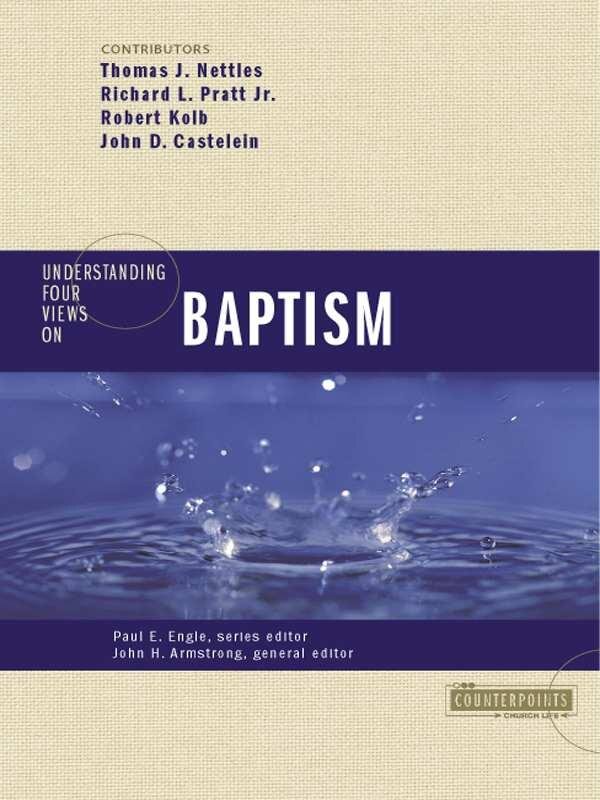 CONTRIBUTORS
Thomas J. Nettles
Richard L. Pratt Jr.
Robert Kolb
John D. Castelein
UNDERSTANDING
FOUR
VIEWS
ON
BAPTISM
Paul E. Engle, series editor
John H. Armstrong, general editor
COUNTERPOINTS
CHURCH LIFE